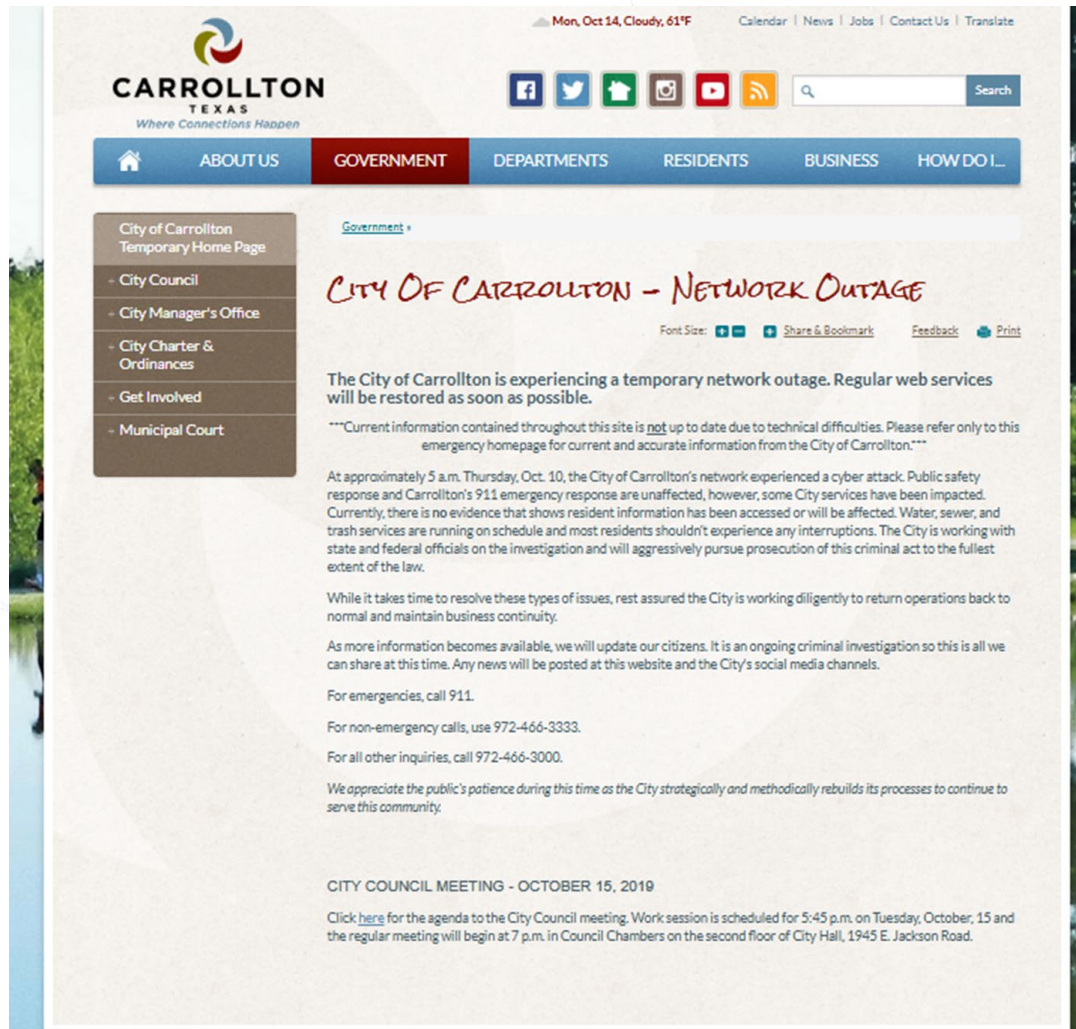 Mon, Oct 14, Cloudy, 61°F
Calendar | News | Jobs | Contact Us | Translate
CARROLLTON
TEXAS
Where Connections Happen
Search
ABOUT US
GOVERNMENT
DEPARTMENTS
RESIDENTS
BUSINESS
HOW DO I...
City of Carrollton
Temporary Home Page
City Council
City Manager's Office
City Charter &
Ordinances
Get Involved
Municipal Court
Government »
City Of Carrollton - Network Outage
Font Size: + - + Share & Bookmark Feedback Print
The City of Carrollton is experiencing a temporary network outage. Regular web services
will be restored as soon as possible.
***Current information contained throughout this site is not up to date due to technical difficulties. Please refer only to this
emergency homepage for current and accurate information from the City of Carrollton.***
At approximately 5 a.m. Thursday, Oct. 10, the City of Carrollton's network experienced a cyber attack. Public safety
response and Carrollton's 911 emergency response are unaffected, however, some City services have been impacted.
Currently, there is no evidence that shows resident information has been accessed or will be affected. Water, sewer, and
trash services are running on schedule and most residents shouldn't experience any interruptions. The City is working with
state and federal officials on the investigation and will aggressively pursue prosecution of this criminal act to the fullest
extent of the law.
While it takes time to resolve these types of issues, rest assured the City is working diligently to return operations back to
normal and maintain business continuity.
As more information becomes available, we will update our citizens. It is an ongoing criminal investigation so this is all we
can share at this time. Any news will be posted at this website and the City's social media channels.
For emergencies, call 911.
For non-emergency calls, use 972-466-3333.
For all other inquiries, call 972-466-3000.
We appreciate the public's patience during this time as the City strategically and methodically rebuilds its processes to continue to
serve this community.
CITY COUNCIL MEETING - OCTOBER 15, 2019
Click here for the agenda to the City Council meeting. Work session is scheduled for 5:45 p.m. on Tuesday, October, 15 and
the regular meeting will begin at 7 p.m. in Council Chambers on the second floor of City Hall, 1945 E. Jackson Road.